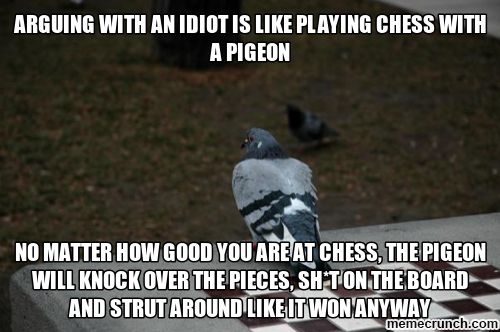 ARGUING WITH AN IDIOT IS LIKE PLAYING CHESS WITH
A PIGEON
NO MATTER HOW GOOD YOU ARE AT CHESS, THE PIGEON
WILL KNOCK OVER THE PIECES, SH*T ON THE BOARD
AND STRUT AROUND LIKE IT WON ANYWAY
memecrunch.com